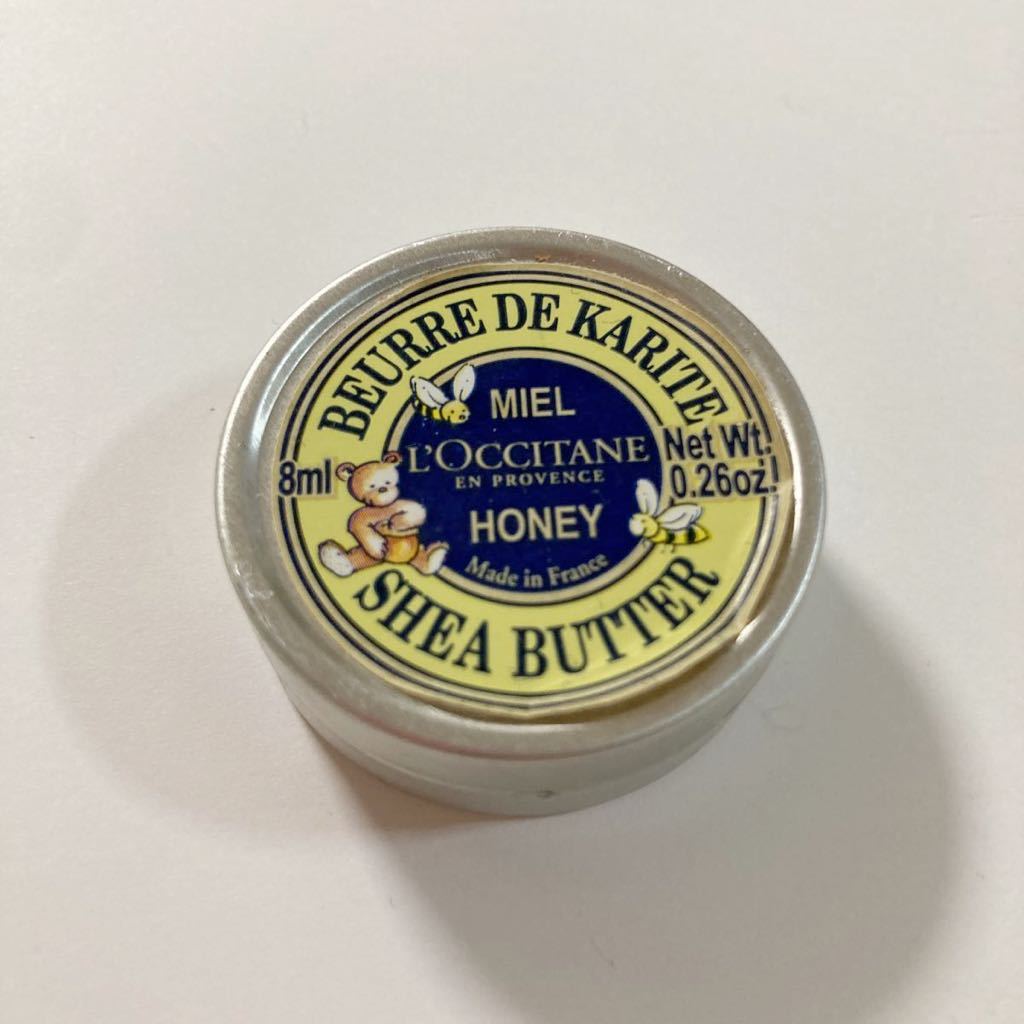 BEURRE DE KARITE
MIEL
L'OCCITANE
EN PROVENCE
HONEY
Made in France
8ml
Net Wt.
0.26oz.
SHEA BUTTER